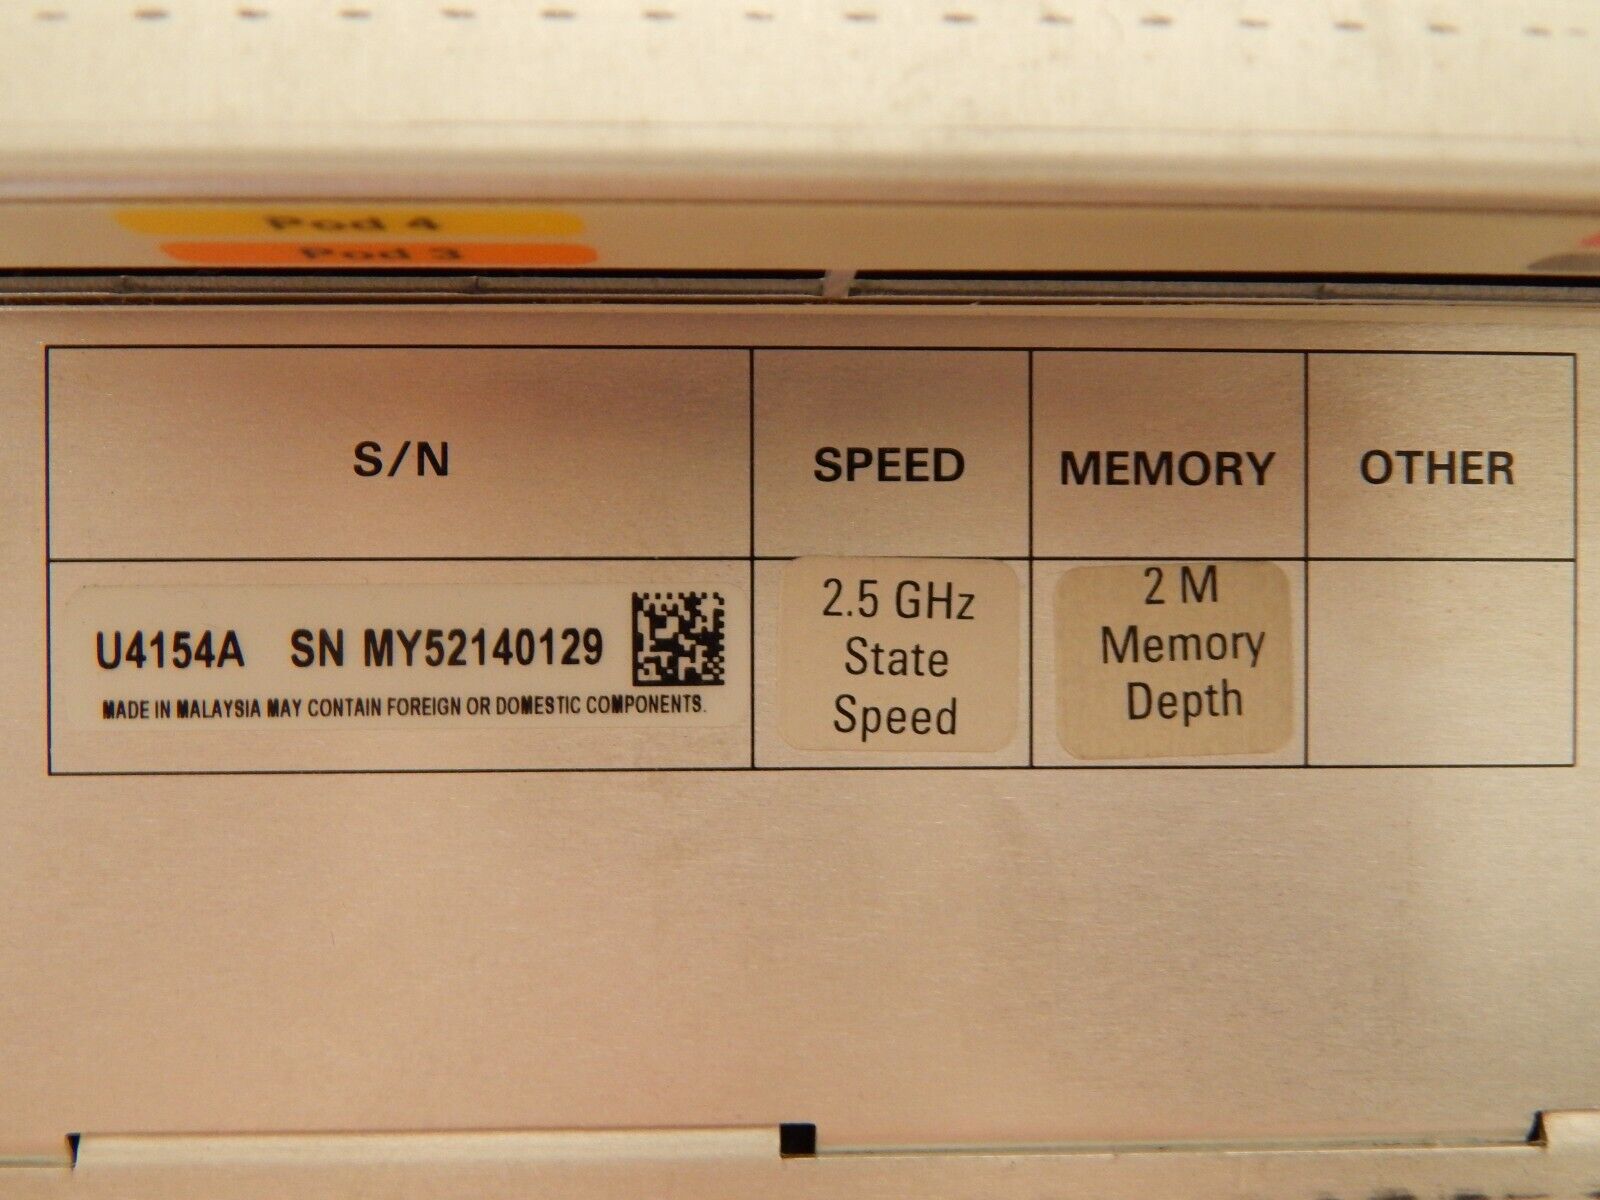 Pod 4
Pod 3
S/N
SPEED
MEMORY
OTHER
U4154A SN MY52140129
MADE IN MALAYSIA MAY CONTAIN FOREIGN OR DOMESTIC COMPONENTS.
2.5 GHz
State
Speed
2 M
Memory
Depth